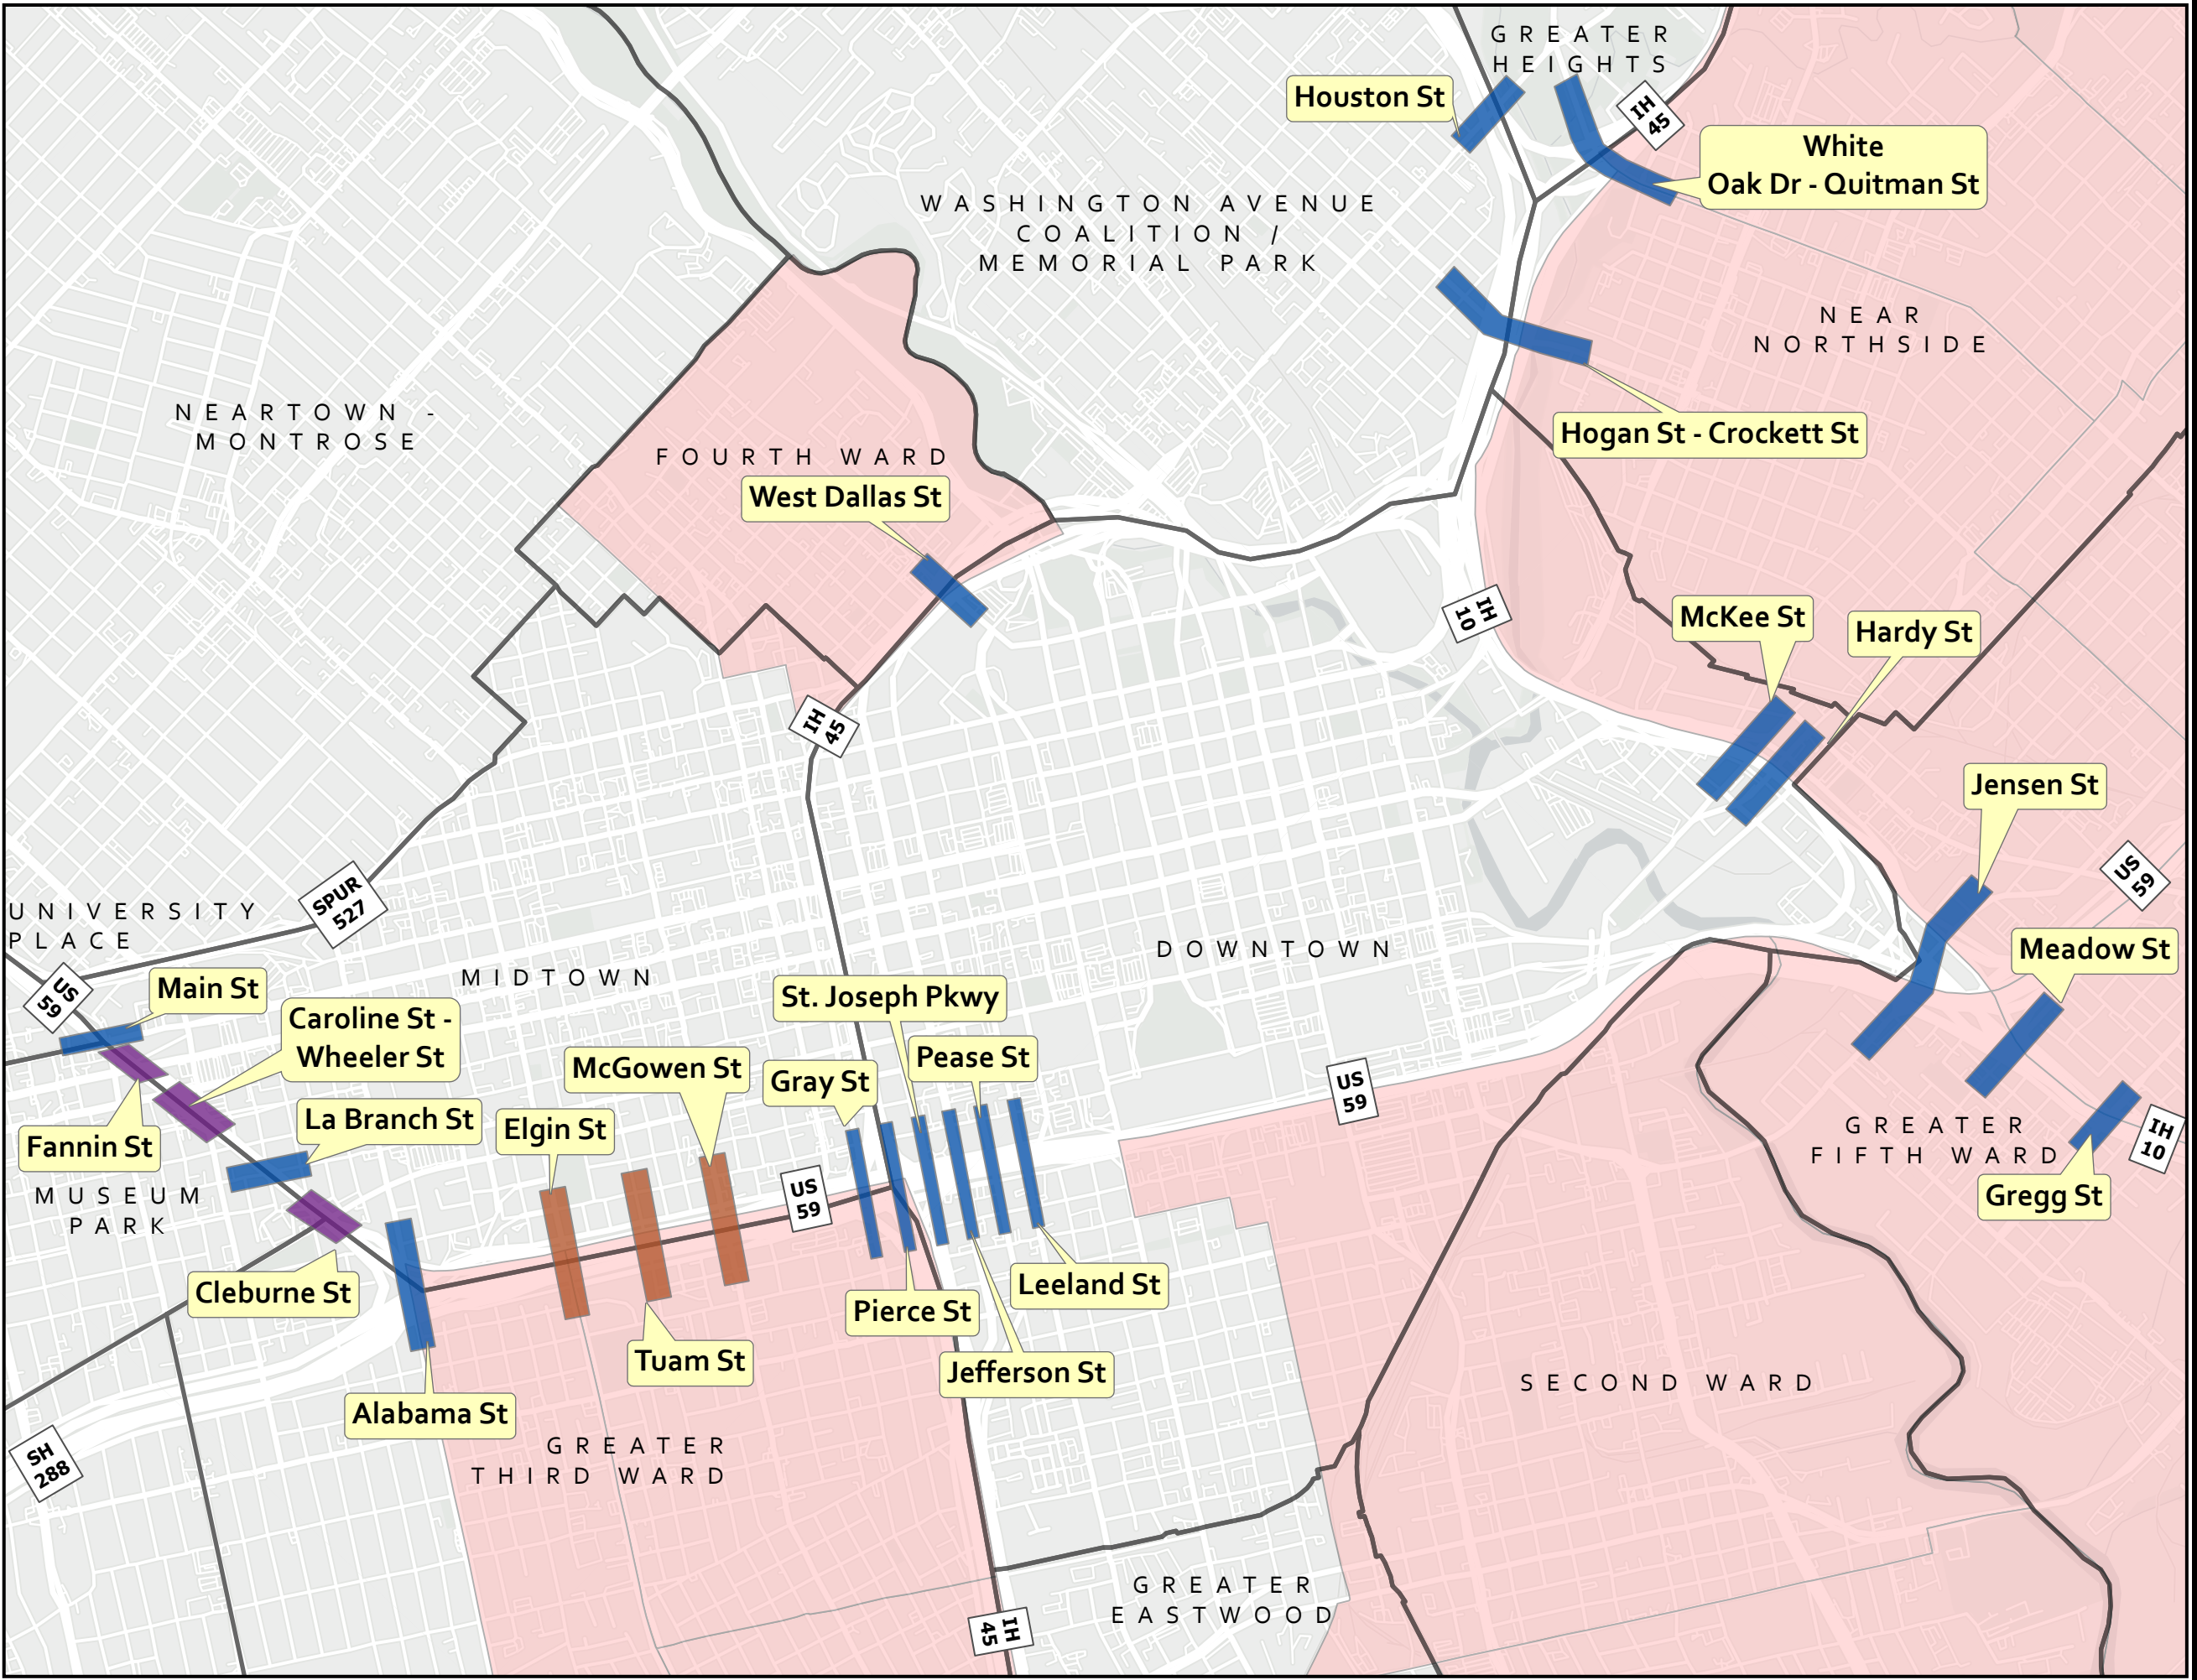 GREATER
HEIGHTS
Houston St
IH
45
White
Oak Dr - Quitman St
WASHINGTON AVENUE
COALITION /
MEMORIAL PARK
NEAR
NORTHSIDE
NEARTOWN -
MONTROSE
Hogan St - Crockett St
FOURTH WARD
West Dallas St
IH
10
McKee St
Hardy St
IH
45
Jensen St
US
59
SPUR
527
UNIVERSITY
PLACE
DOWNTOWN
Meadow St
MIDTOWN
US
59
Main St
St. Joseph Pkwy
Caroline St -
Wheeler St
Pease St
McGowen St
Gray St
US
59
La Branch St
Elgin St
Fannin St
GREATER
FIFTH WARD
IH
10
MUSEUM
PARK
US
59
Gregg St
Cleburne St
Leeland St
Pierce St
Tuam St
Jefferson St
SECOND WARD
Alabama St
GREATER
THIRD WARD
SH
288
GREATER
EASTWOOD
IH
45